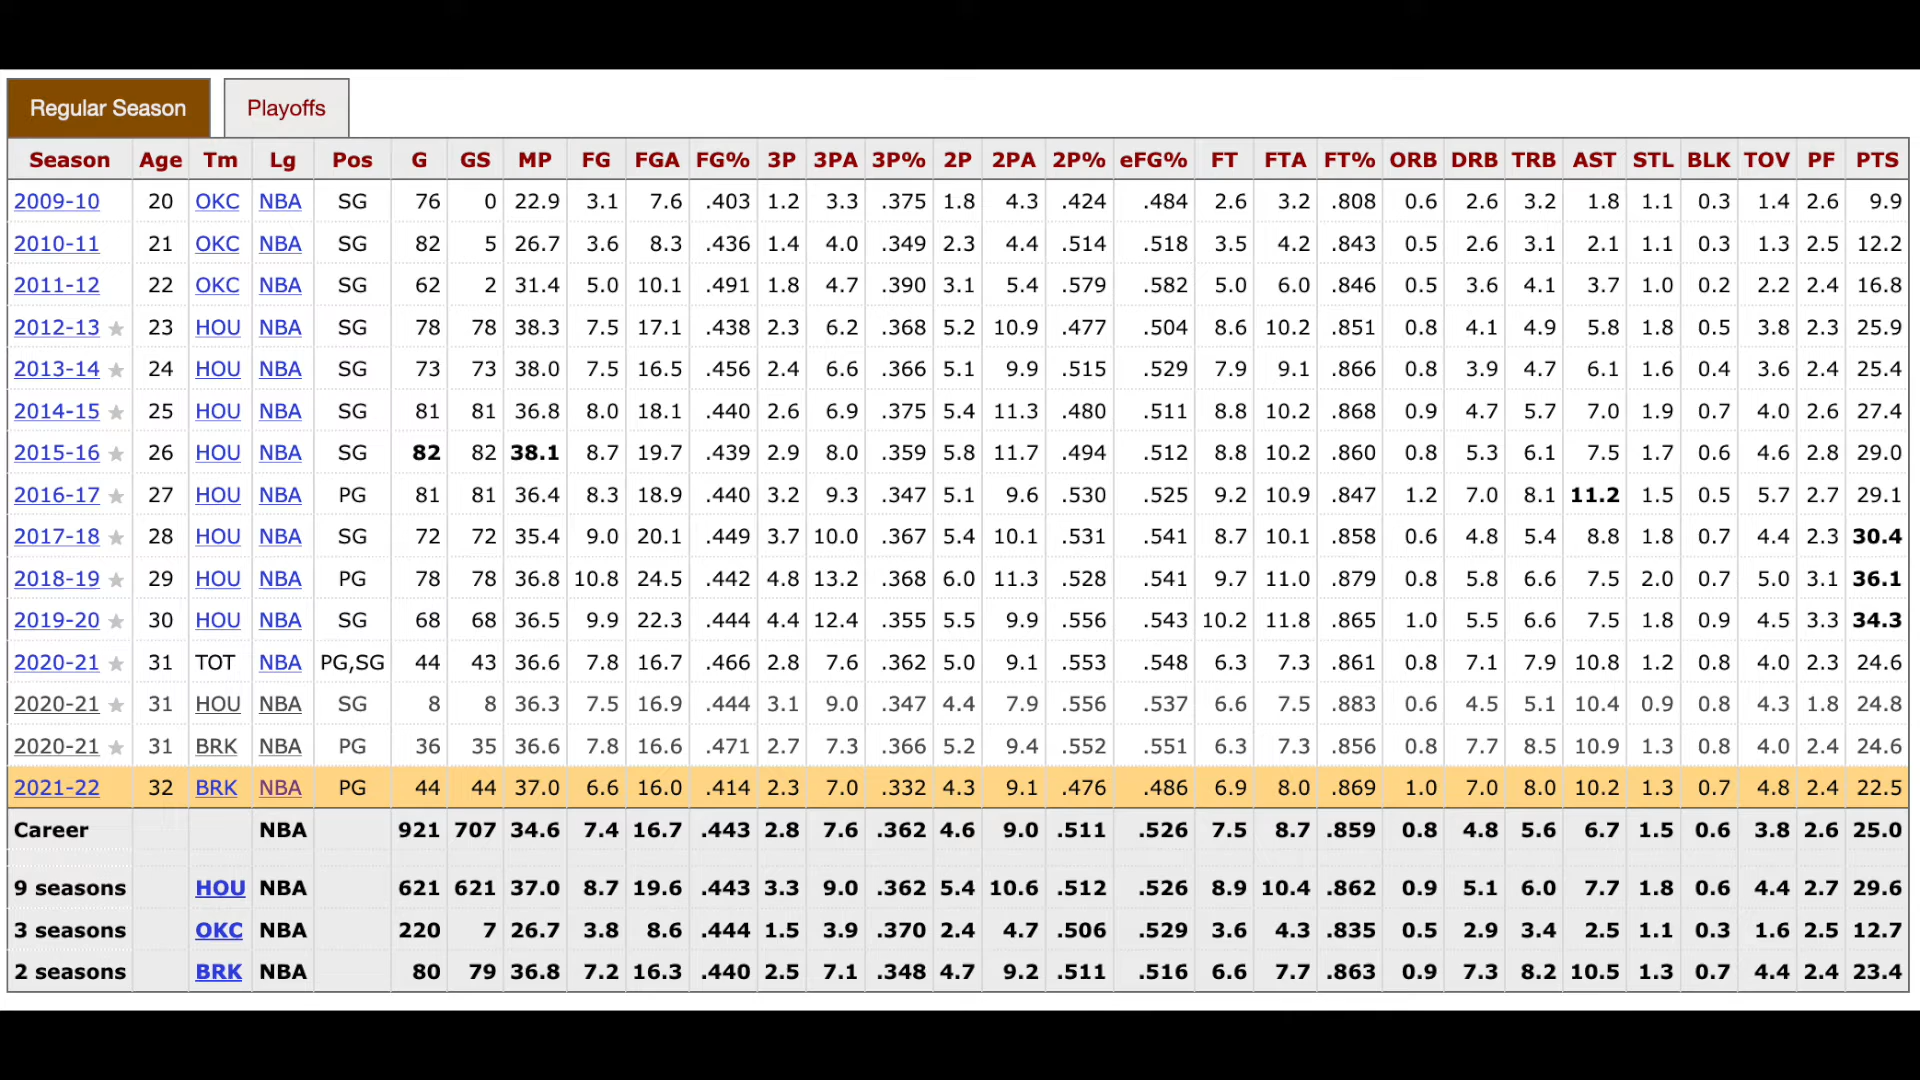 Regular Season Playoffs
Season Age Tm Lg Pos G GS MP FG FGA FG% 3P 3PA 3P% 2P 2PA 2P% eFG% FT FTA FT% ORB DRB TRB AST STL BLK TOV PF PTS
2009-10 20 OKC NBA SG 76 0 22.9 3.1 7.6 .403 1.2 3.3 .375 1.8 4.3 .424 .484 2.6 3.2 .808 0.6 2.6 3.2 1.8 1.1 0.3 1.4 2.6 9.9
2010-11 21 OKC NBA SG 82 5 26.7 3.6 8.3 .436 1.4 4.0 .349 2.3 4.4 .514 .518 3.5 4.2 .843 0.5 2.6 3.1 2.1 1.1 0.3 1.3 2.5 12.2
2011-12 22 OKC NBA SG 62 2 31.4 5.0 10.1 .491 1.8 4.7 .390 3.1 5.4 .579 .582 5.0 6.0 .846 0.5 3.6 4.1 3.7 1.0 0.2 2.2 2.4 16.8
2012-13 ★ 23 HOU NBA SG 78 78 38.3 7.5 17.1 .438 2.3 6.2 .368 5.2 10.9 .477 .504 8.6 10.2 .851 0.8 4.1 4.9 5.8 1.8 0.5 3.8 2.3 25.9
2013-14 ★ 24 HOU NBA SG 73 73 38.0 7.5 16.5 .456 2.4 6.6 .366 5.1 9.9 .515 .529 7.9 9.1 .866 0.8 3.9 4.7 6.1 1.6 0.4 3.6 2.4 25.4
2014-15 ★ 25 HOU NBA SG 81 81 36.8 8.0 18.1 .440 2.6 6.9 .375 5.4 11.3 .480 .511 8.8 10.2 .868 0.9 4.7 5.7 7.0 1.9 0.7 4.0 2.6 27.4
2015-16 ★ 26 HOU NBA SG 82 82 38.1 8.7 19.7 .439 2.9 8.0 .359 5.8 11.7 .494 .512 8.8 10.2 .860 0.8 5.3 6.1 7.5 1.7 0.6 4.6 2.8 29.0
2016-17 ★ 27 HOU NBA PG 81 81 36.4 8.3 18.9 .440 3.2 9.3 .347 5.1 9.6 .530 .525 9.2 10.9 .847 1.2 7.0 8.1 11.2 1.5 0.5 5.7 2.7 29.1
2017-18 ★ 28 HOU NBA SG 72 72 35.4 9.0 20.1 .449 3.7 10.0 .367 5.4 10.1 .531 .541 8.7 10.1 .858 0.6 4.8 5.4 8.8 1.8 0.7 4.4 2.3 30.4
2018-19 ★ 29 HOU NBA PG 78 78 36.8 10.8 24.5 .442 4.8 13.2 .368 6.0 11.3 .528 .541 9.7 11.0 .879 0.8 5.8 6.6 7.5 2.0 0.7 5.0 3.1 36.1
2019-20 ★ 30 HOU NBA SG 68 68 36.5 9.9 22.3 .444 4.4 12.4 .355 5.5 9.9 .556 .543 10.2 11.8 .865 1.0 5.5 6.6 7.5 1.8 0.9 4.5 3.3 34.3
2020-21 ★ 31 TOT NBA PG,SG 44 43 36.6 7.8 16.7 .466 2.8 7.6 .362 5.0 9.1 .553 .548 6.3 7.3 .861 0.8 7.1 7.9 10.8 1.2 0.8 4.0 2.3 24.6
2020-21 ★ 31 HOU NBA SG 8 8 36.3 7.5 16.9 .444 3.1 9.0 .347 4.4 7.9 .556 .537 6.6 7.5 .883 0.6 4.5 5.1 10.4 0.9 0.8 4.3 1.8 24.8
2020-21 ★ 31 BRK NBA PG 36 35 36.6 7.8 16.6 .471 2.7 7.3 .366 5.2 9.4 .552 .551 6.3 7.3 .856 0.8 7.7 8.5 10.9 1.3 0.8 4.0 2.4 24.6
2021-22 32 BRK NBA PG 44 44 37.0 6.6 16.0 .414 2.3 7.0 .332 4.3 9.1 .476 .486 6.9 8.0 .869 1.0 7.0 8.0 10.2 1.3 0.7 4.8 2.4 22.5
Career NBA 921 707 34.6 7.4 16.7 .443 2.8 7.6 .362 4.6 9.0 .511 .526 7.5 8.7 .859 0.8 4.8 5.6 6.7 1.5 0.6 3.8 2.6 25.0
9 seasons HOU NBA 621 621 37.0 8.7 19.6 .443 3.3 9.0 .362 5.4 10.6 .512 .526 8.9 10.4 .862 0.9 5.1 6.0 7.7 1.8 0.6 4.4 2.7 29.6
3 seasons OKC NBA 220 7 26.7 3.8 8.6 .444 1.5 3.9 .370 2.4 4.7 .506 .529 3.6 4.3 .835 0.5 2.9 3.4 2.5 1.1 0.3 1.6 2.5 12.7
2 seasons BRK NBA 80 79 36.8 7.2 16.3 .440 2.5 7.1 .348 4.7 9.2 .511 .516 6.6 7.7 .863 0.9 7.3 8.2 10.5 1.3 0.7 4.4 2.4 23.4